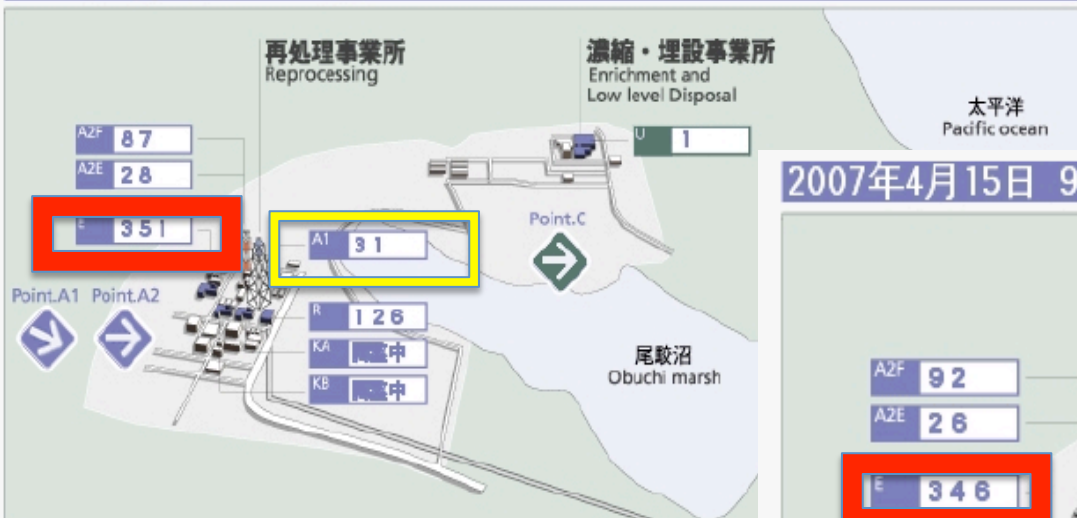 再処理事業所
Reprocessing
濃縮・埋設事業所
Enrichment and
Low level Disposal
太平洋
Pacific ocean
A2F 87
A2E 28
E 351
A1 31
U 1
Point.C
Point.A1 Point.A2
R 126
KA
KB
尾駮沼
Obuchi marsh
2007年4月15日 9
A2F 92
A2E 26
E 346